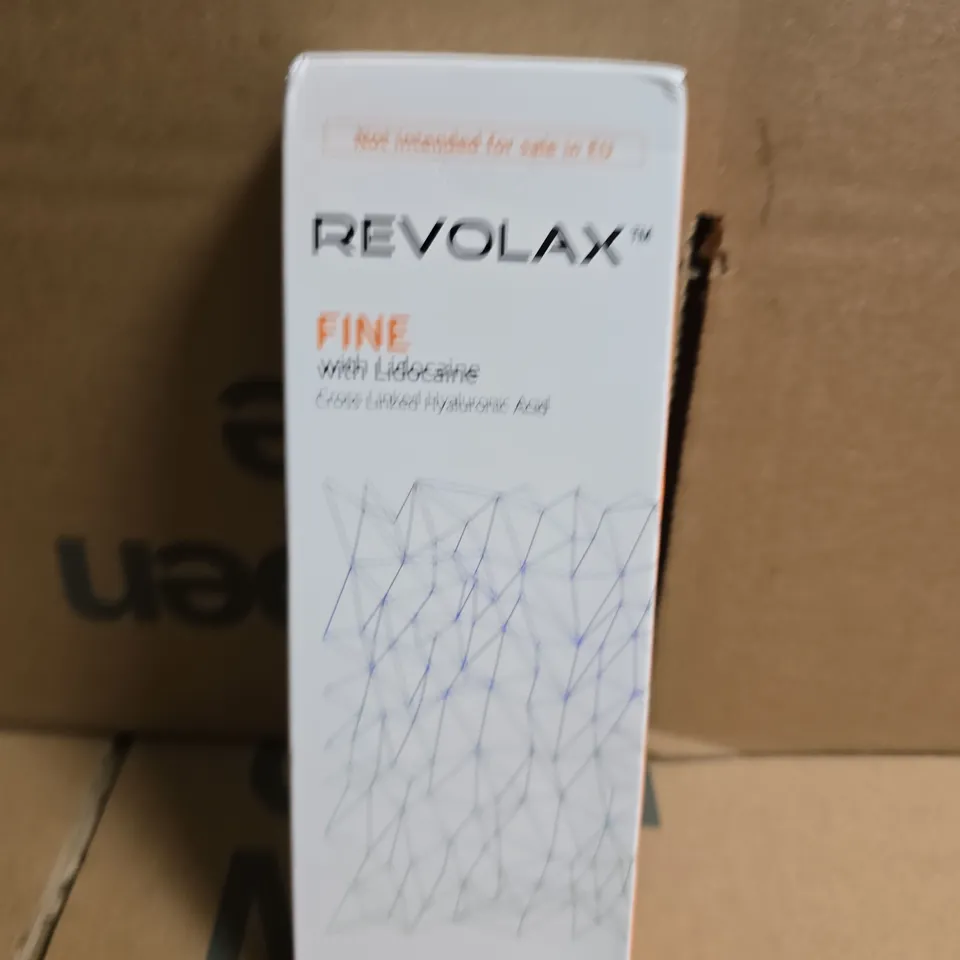 Not intended for sale in EU
REVOLAX™
FINE
with Lidocaine
Cross Linked Hyaluronic Acid